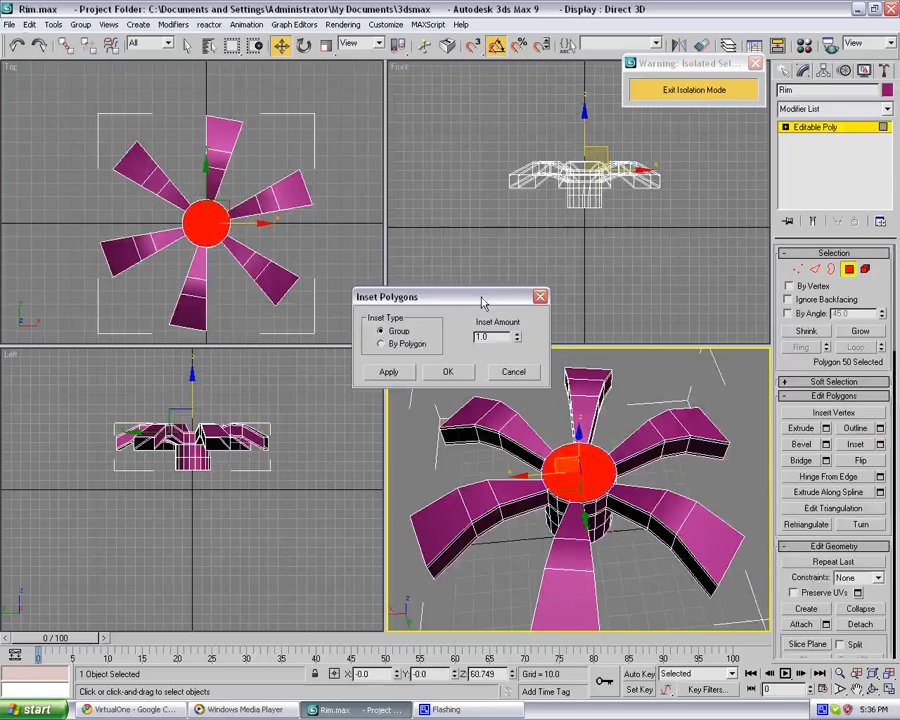 Rim.max - Project Folder: C:\Documents and Settings\Administrator\My Documents\3dsmax - Autodesk 3ds Max 9 - Display : Direct 3D
File Edit Tools Group Views Create Modifiers reactor Animation Graph Editors Rendering Customize MAXScript Help
All View View
Top
Front
Warning: Isolated Sel...
Exit Isolation Mode
Rim
Modifier List
Editable Poly
Inset Polygons
Inset Type
Group
By Polygon
Inset Amount
1.0
Apply OK Cancel
Left
Selection
By Vertex
Ignore Backfacing
By Angle: 45.0
Shrink Grow
Ring Loop
Polygon 50 Selected
Soft Selection
Edit Polygons
Insert Vertex
Extrude Outline
Bevel Inset
Bridge Flip
Hinge From Edge
Extrude Along Spline
Edit Triangulation
Retriangulate Turn
Edit Geometry
Repeat Last
Constraints: None
Preserve UVs
Create Collapse
Attach Detach
Slice Plane Split
0 / 100
0 10 15 20 25 30 35 40 45 50 55 60 65 70 75 80 85 90 95 100
1 Object Selected
X: -0.0 Y: -0.0 Z: 60.749 Grid = 10.0
Auto Key Selected
Click or click-and-drag to select objects
Add Time Tag
Set Key Key Filters...
0
start VirtualOne - Google C... Windows Media Player Rim.max - Project ... Flashing 5:36 PM